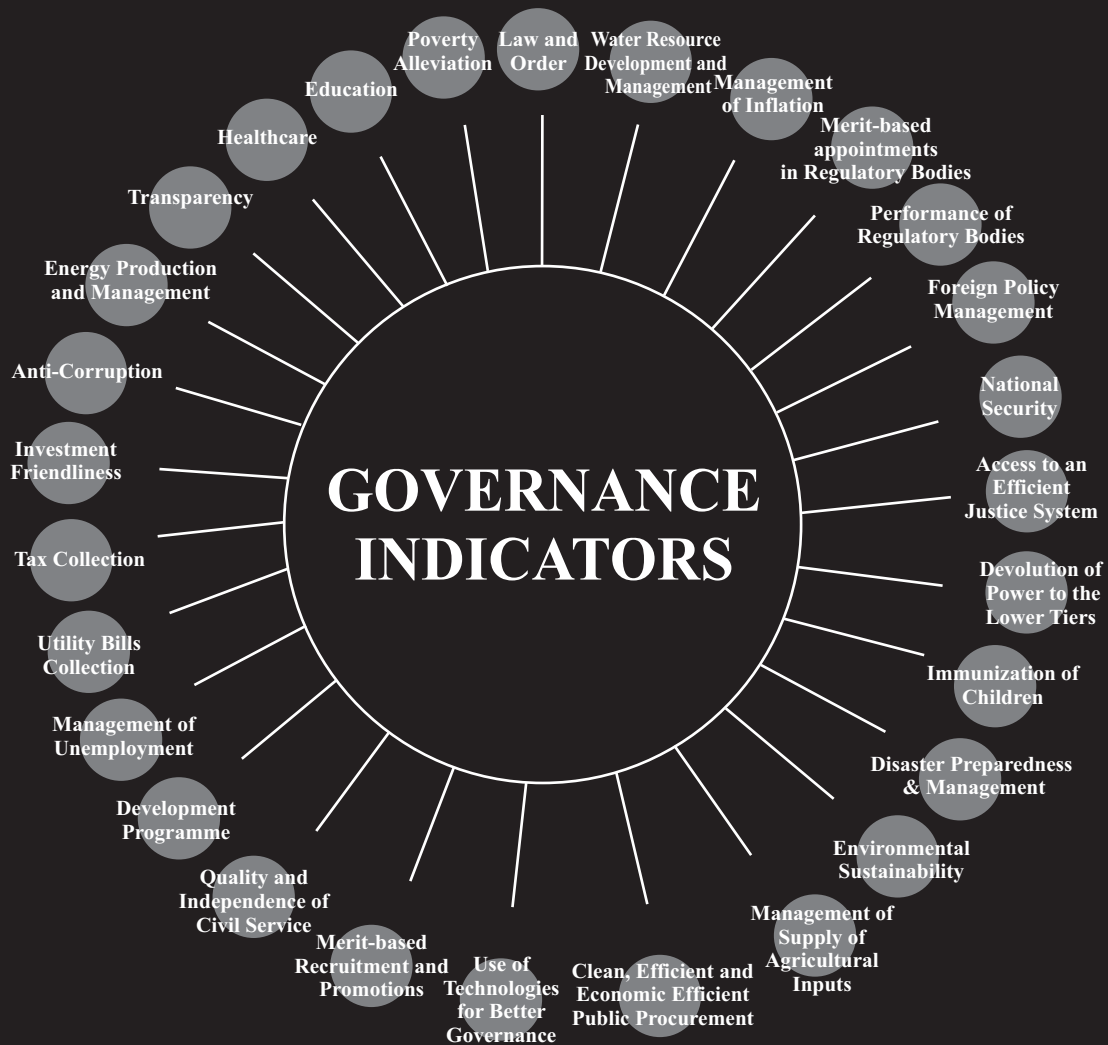 GOVERNANCE
INDICATORS
Law and
Order
Water Resource
Development and
Management
Management
of Inflation
Merit-based
appointments
in Regulatory Bodies
Performance of
Regulatory Bodies
Foreign Policy
Management
National
Security
Access to an
Efficient
Justice System
Devolution of
Power to the
Lower Tiers
Immunization of
Children
Disaster Preparedness
& Management
Environmental
Sustainability
Management of
Supply of
Agricultural
Inputs
Clean, Efficient and
Economic Efficient
Public Procurement
Use of
Technologies
for Better
Governance
Merit-based
Recruitment and
Promotions
Quality and
Independence of
Civil Service
Development
Programme
Management of
Unemployment
Utility Bills
Collection
Tax Collection
Investment
Friendliness
Anti-Corruption
Energy Production
and Management
Transparency
Healthcare
Education
Poverty
Alleviation